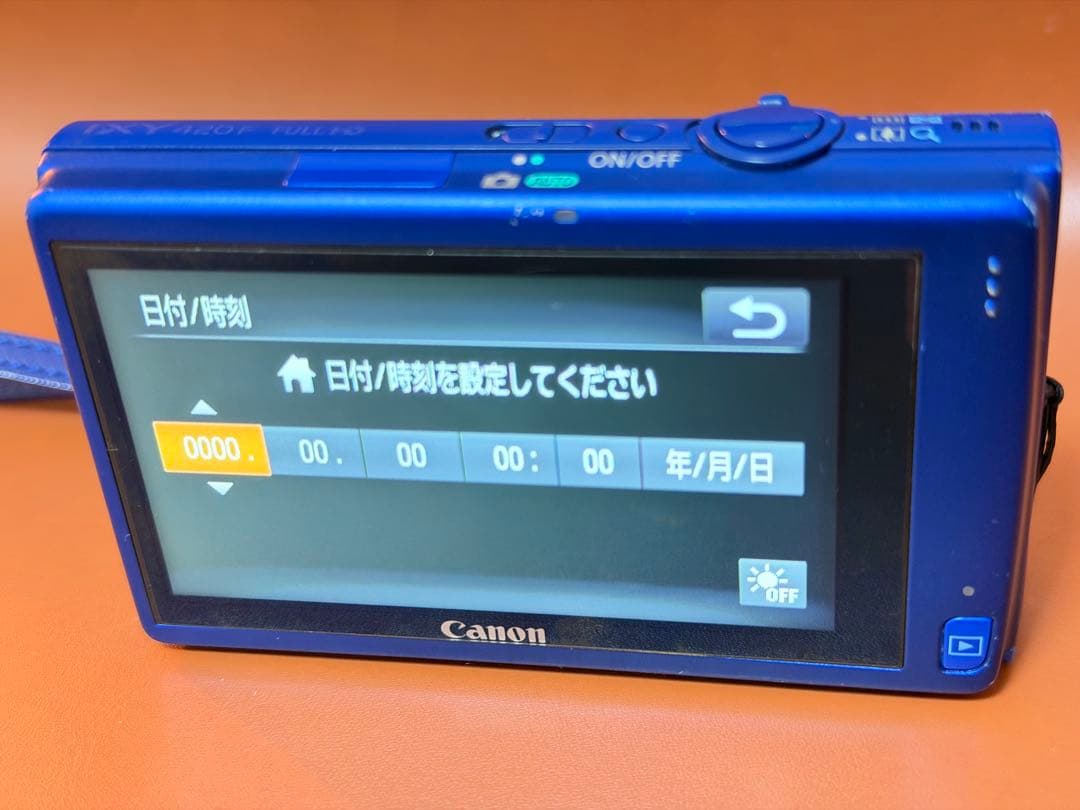 IXY 420F FULL HD
ON/OFF
AUTO
日付/時刻
日付/時刻を設定してください
0000. 00. 00 00: 00 年/月/日
OFF
Canon